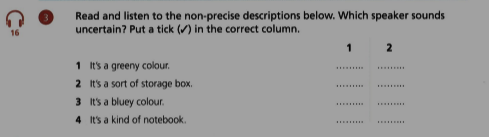 3 Read and listen to the non-precise descriptions below. Which speaker sounds
uncertain? Put a tick (✓) in the correct column.
16
1 2
1 It's a greeny colour. .......... ..........
2 It's a sort of storage box. .......... ..........
3 It's a bluey colour. .......... ..........
4 It's a kind of notebook. .......... ..........